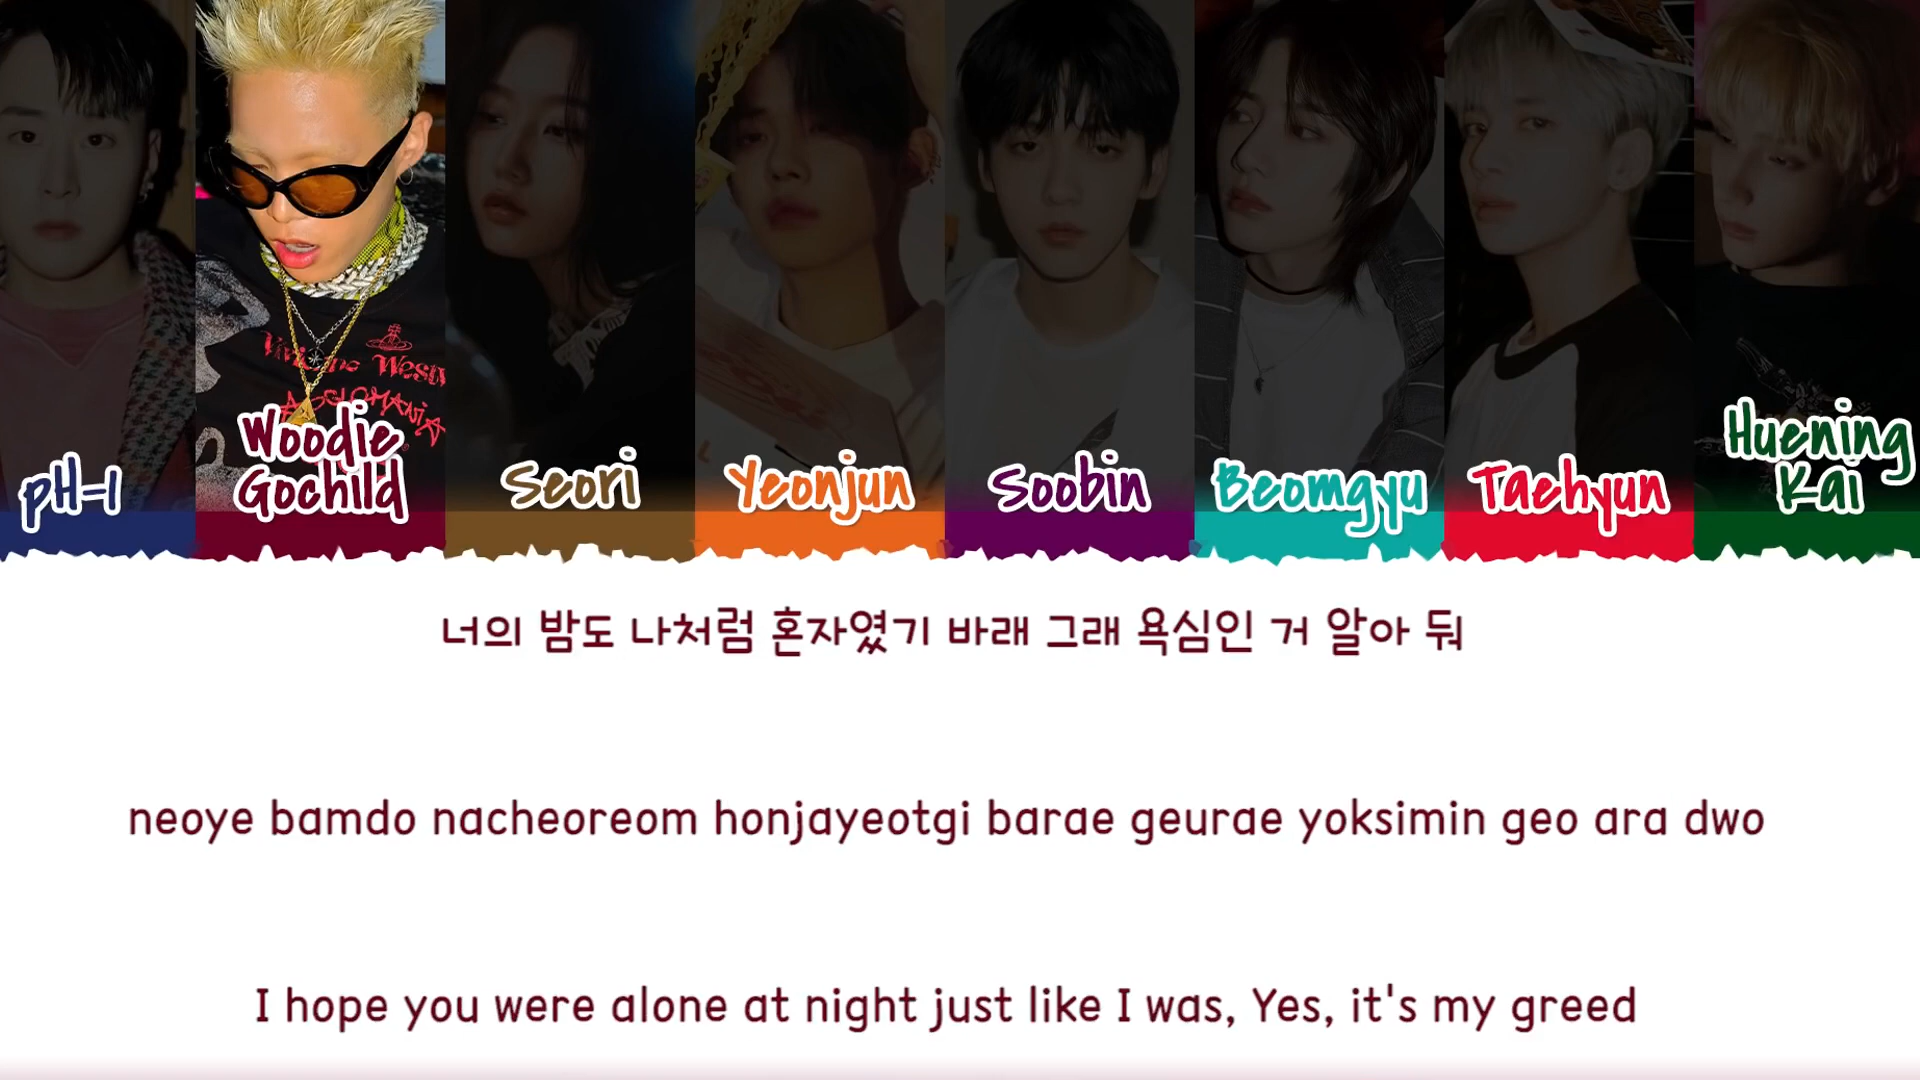 pH-1
Woodie
Gochild
Seori
Yeonjun
Soobin
Beomgyu
Taehyun
Huening
Kai
너의 밤도 나처럼 혼자였기 바래 그래 욕심인 거 알아 둬
neoye bamdo nacheoreom honjayeotgi barae geurae yoksimin geo ara dwo
I hope you were alone at night just like I was, Yes, it's my greed